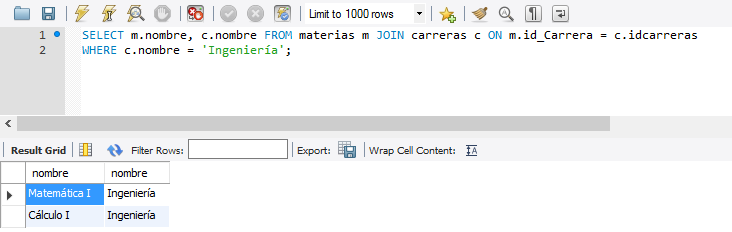 Limit to 1000 rows
1 SELECT m.nombre, c.nombre FROM materias m JOIN carreras c ON m.id_Carrera = c.idcarreras
2 WHERE c.nombre = 'Ingeniería';
Result Grid Filter Rows: Export: Wrap Cell Content: IA
nombre nombre
Matemática I Ingeniería
Cálculo I Ingeniería